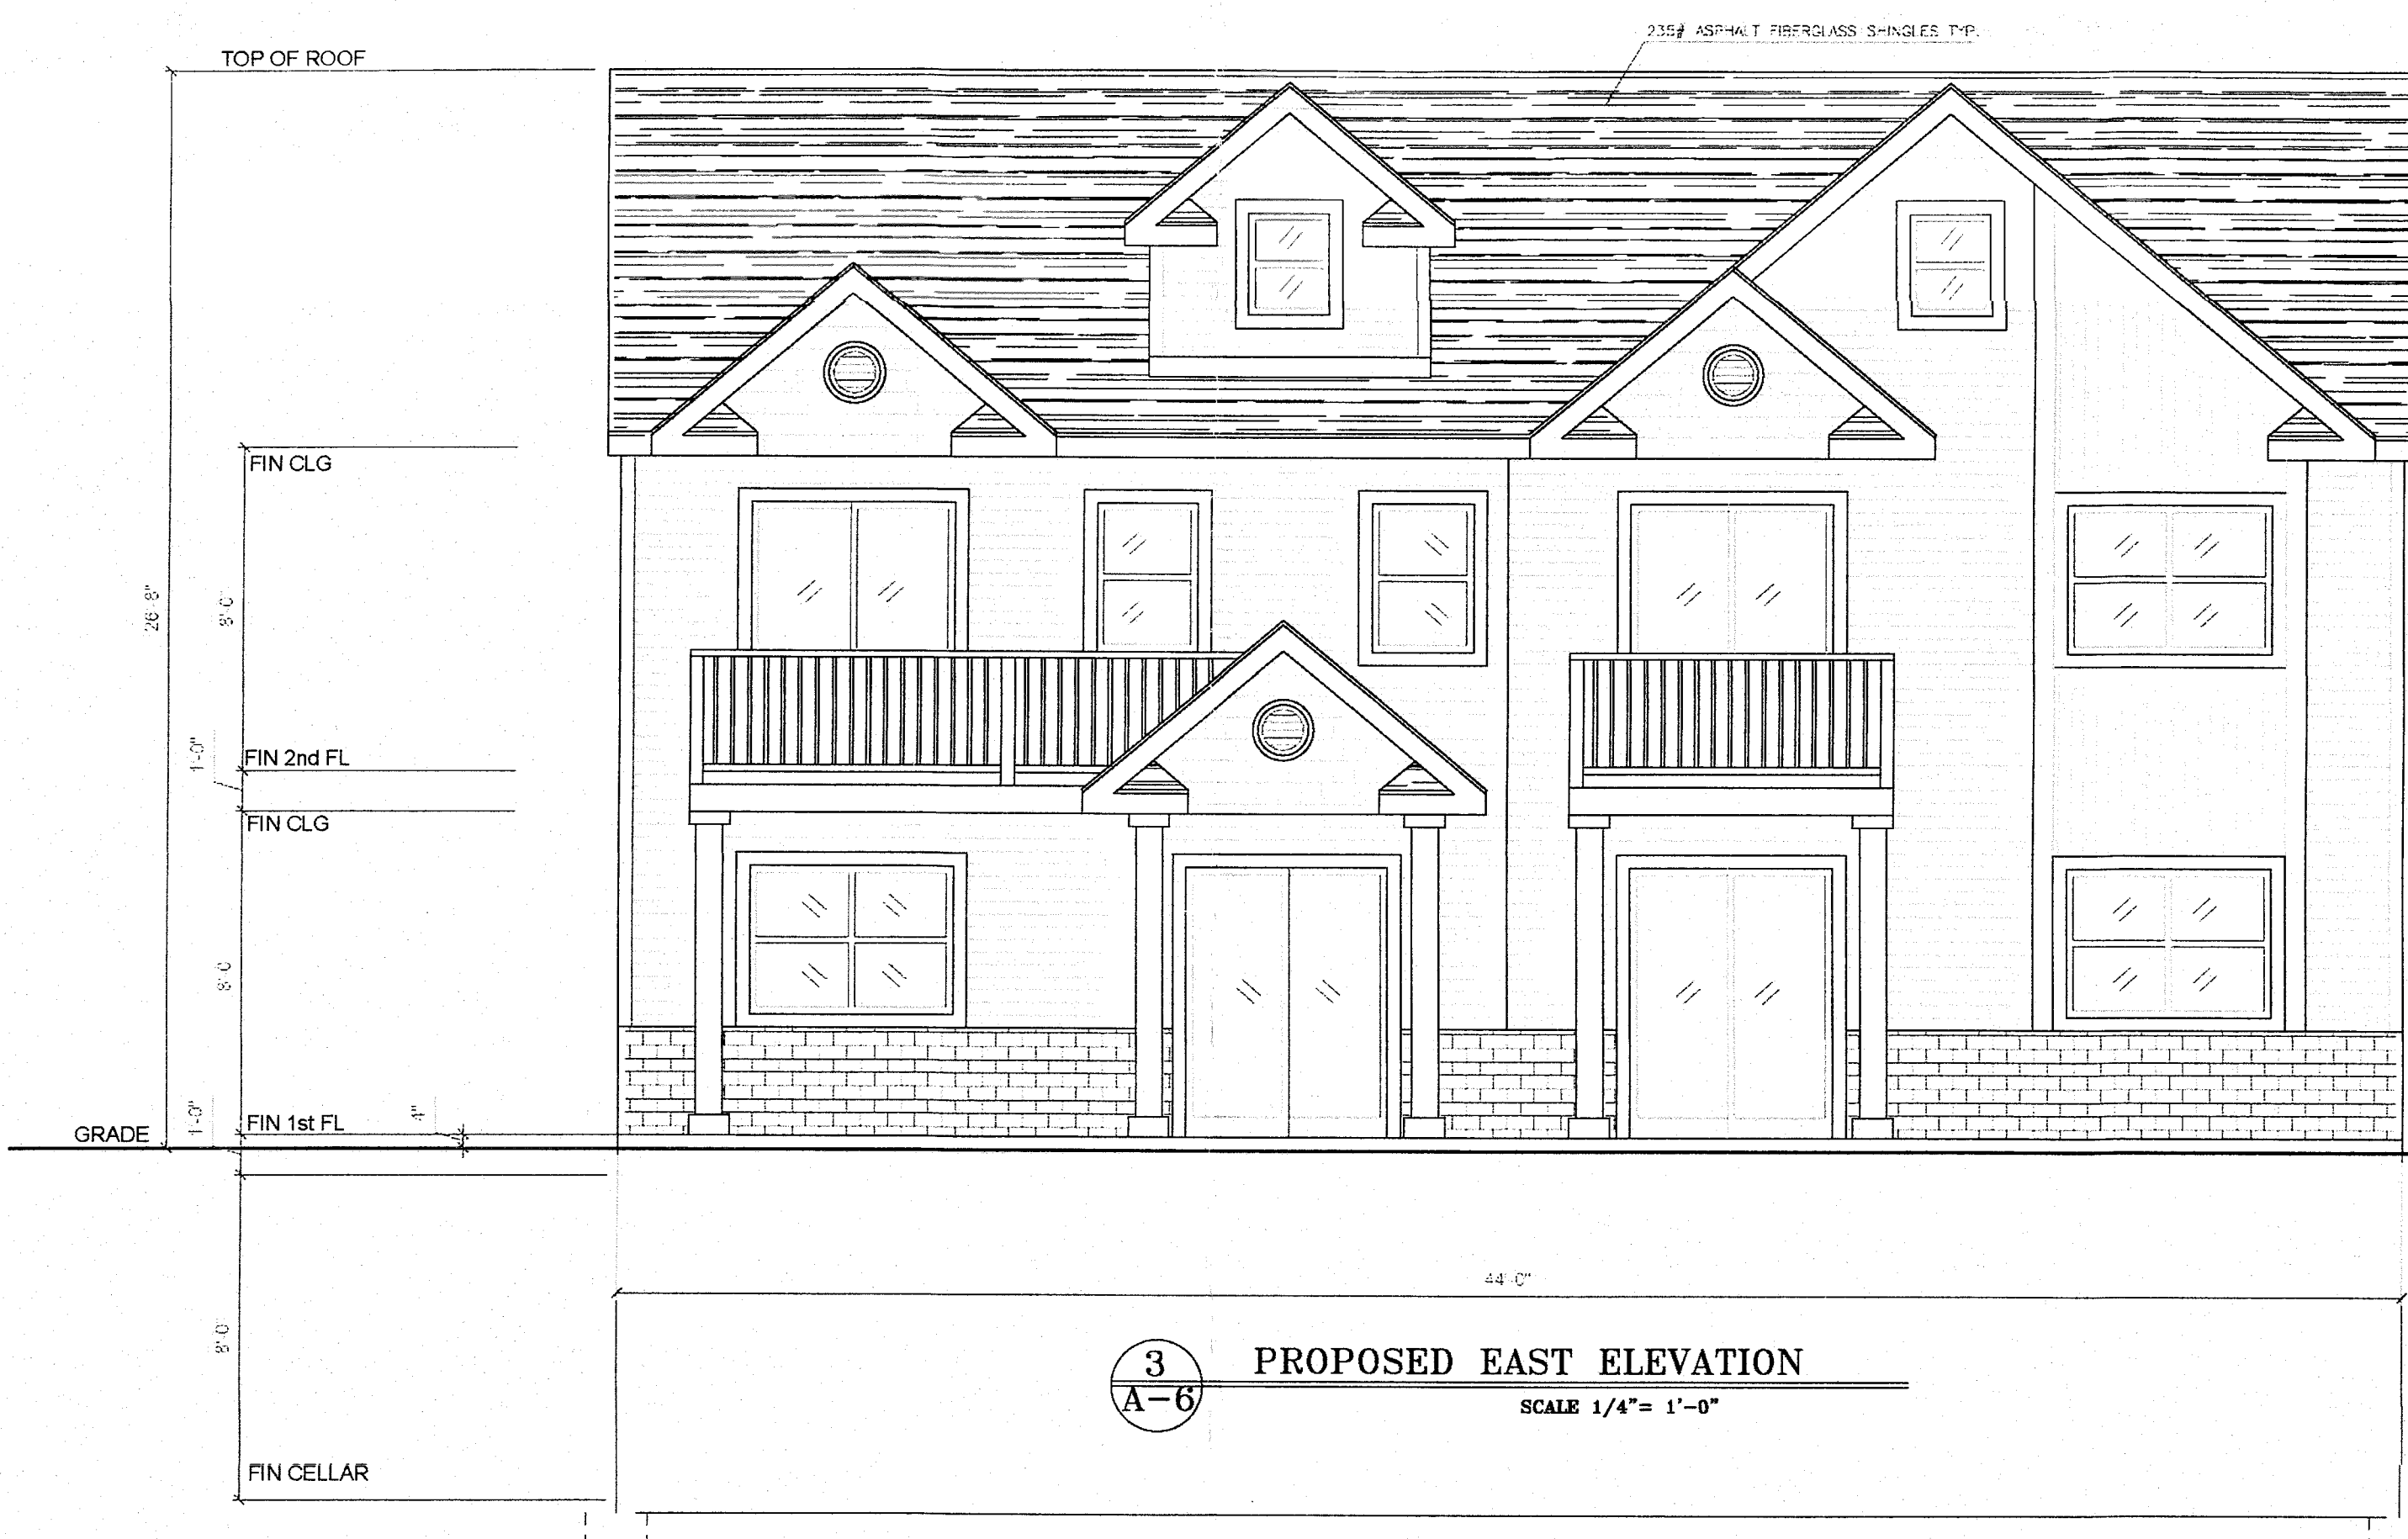 235# ASPHALT FIBERGLASS SHINGLES TYP.
TOP OF ROOF
FIN CLG
26'-8"
8'-0"
1'-0"
FIN 2nd FL
FIN CLG
8'-0
1'-0"
4"
FIN 1st FL
GRADE
44'-0"
8'-0
3
A-6
PROPOSED EAST ELEVATION
SCALE 1/4"= 1'-0"
FIN CELLAR